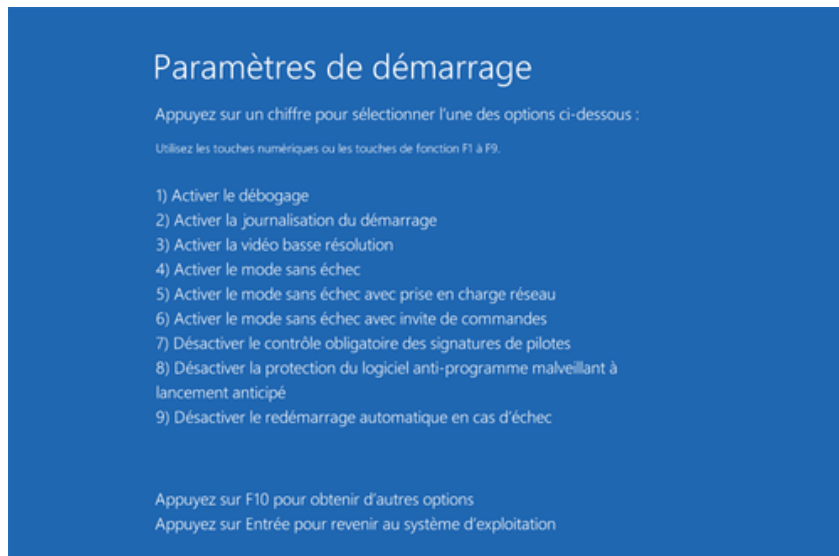 Paramètres de démarrage
Appuyez sur un chiffre pour sélectionner l'une des options ci-dessous :
Utilisez les touches numériques ou les touches de fonction F1 à F9.
1) Activer le débogage
2) Activer la journalisation du démarrage
3) Activer la vidéo basse résolution
4) Activer le mode sans échec
5) Activer le mode sans échec avec prise en charge réseau
6) Activer le mode sans échec avec invite de commandes
7) Désactiver le contrôle obligatoire des signatures de pilotes
8) Désactiver la protection du logiciel anti-programme malveillant à
lancement anticipé
9) Désactiver le redémarrage automatique en cas d'échec
Appuyez sur F10 pour obtenir d'autres options
Appuyez sur Entrée pour revenir au système d'exploitation